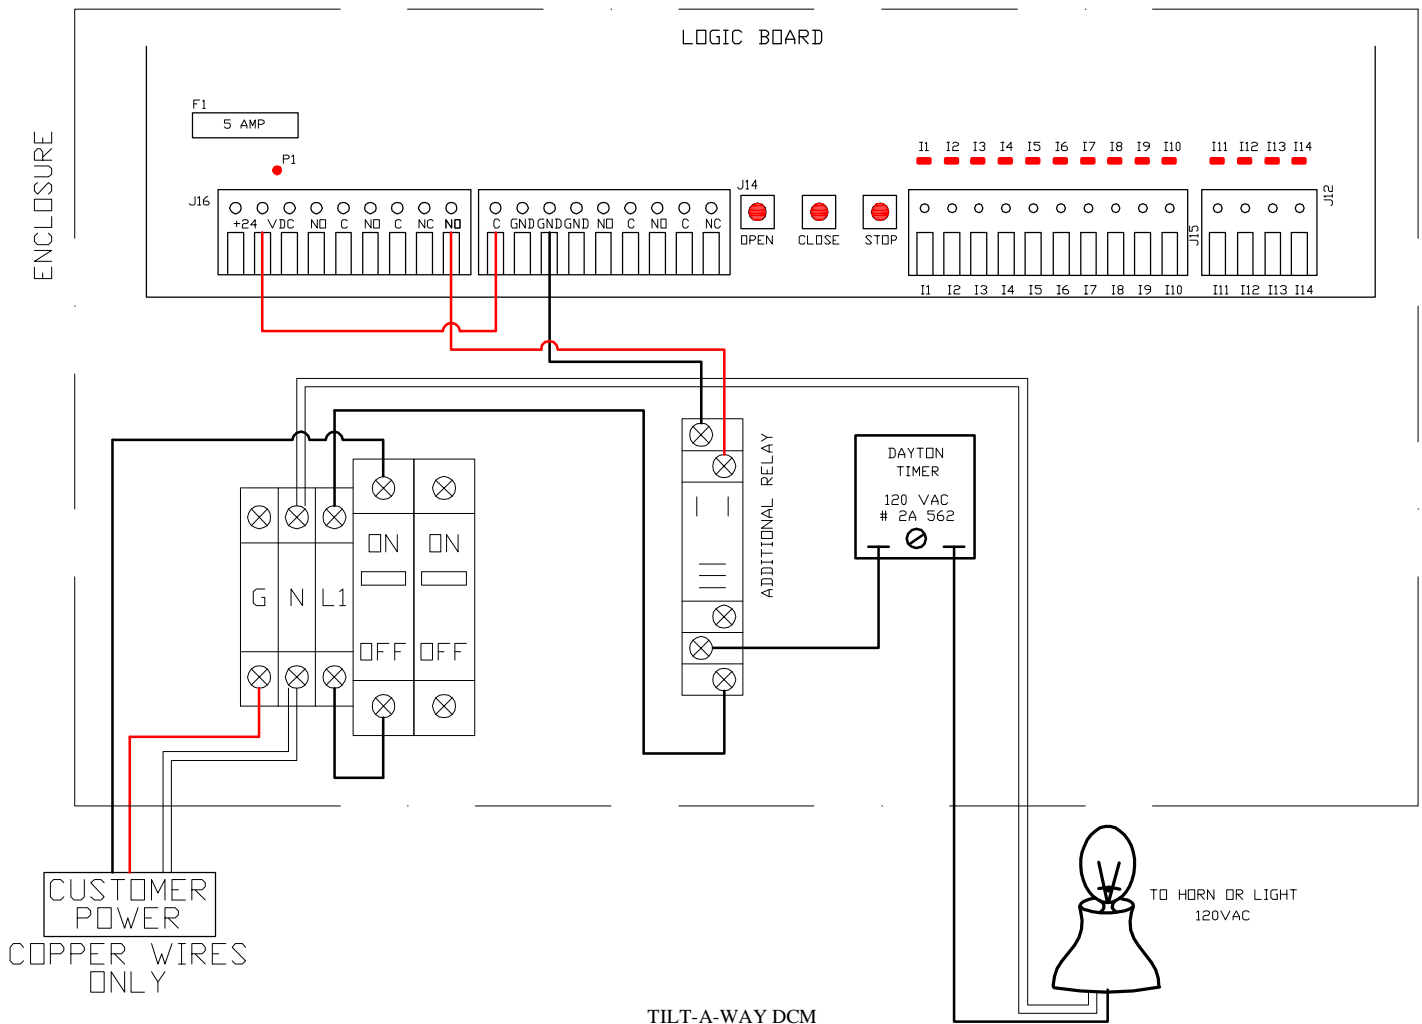 LOGIC BOARD
ENCLOSURE
F1
5 AMP
P1
J16
+24 VDC NO C NO C NC NO
C GND GND GND NO C NO C NC
J14
OPEN CLOSE STOP
I1 I2 I3 I4 I5 I6 I7 I8 I9 I10
I11 I12 I13 I14
J15
J12
I1 I2 I3 I4 I5 I6 I7 I8 I9 I10
I11 I12 I13 I14
ADDITIONAL RELAY
DAYTON
TIMER
120 VAC
# 2A 562
ON ON
G N L1
OFF OFF
CUSTOMER
POWER
COPPER WIRES
ONLY
TO HORN OR LIGHT
120VAC
TILT-A-WAY DCM